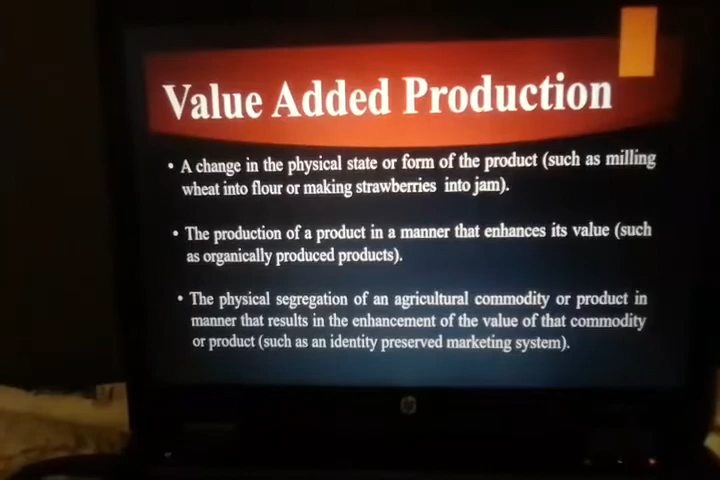 Value Added Production
• A change in the physical state or form of the product (such as milling
wheat into flour or making strawberries into jam).
• The production of a product in a manner that enhances its value (such
as organically produced products).
• The physical segregation of an agricultural commodity or product in
manner that results in the enhancement of the value of that commodity
or product (such as an identity preserved marketing system).
hp